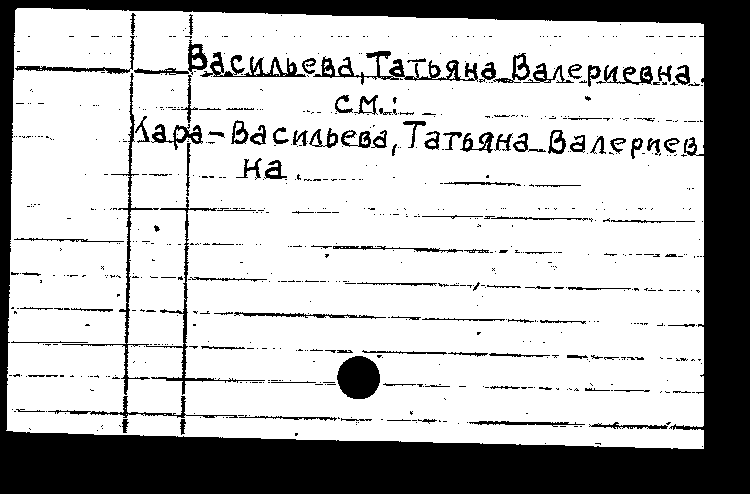 Васильева, Татьяна Валериевна.
см.:
Кара-Васильева, Татьяна Валериев-
на.